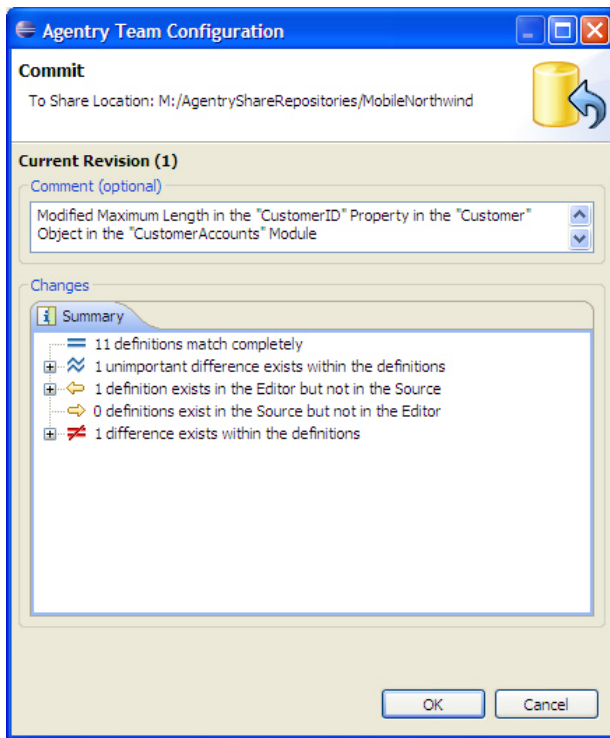 Agentry Team Configuration
Commit
To Share Location: M:/AgentryShareRepositories/MobileNorthwind
Current Revision (1)
Comment (optional)
Modified Maximum Length in the "CustomerID" Property in the "Customer"
Object in the "CustomerAccounts" Module
Changes
Summary
11 definitions match completely
1 unimportant difference exists within the definitions
1 definition exists in the Editor but not in the Source
0 definitions exist in the Source but not in the Editor
1 difference exists within the definitions
OK Cancel